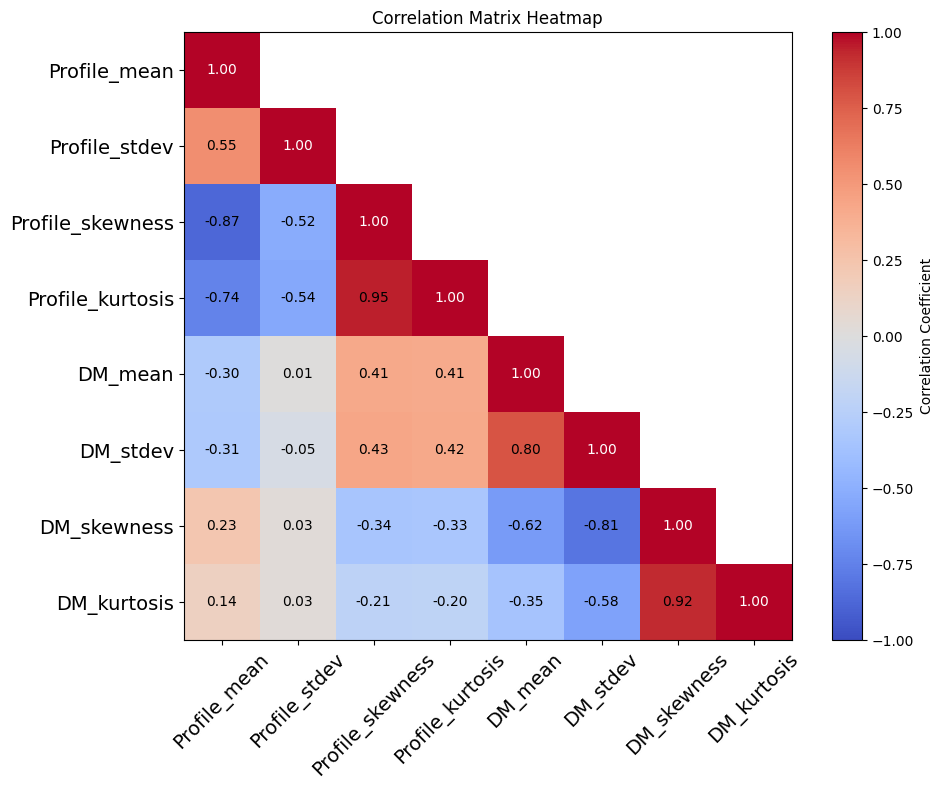 Correlation Matrix Heatmap
Profile_mean 1.00
Profile_stdev 0.55 1.00
Profile_skewness -0.87 -0.52 1.00
Profile_kurtosis -0.74 -0.54 0.95 1.00
DM_mean -0.30 0.01 0.41 0.41 1.00
DM_stdev -0.31 -0.05 0.43 0.42 0.80 1.00
DM_skewness 0.23 0.03 -0.34 -0.33 -0.62 -0.81 1.00
DM_kurtosis 0.14 0.03 -0.21 -0.20 -0.35 -0.58 0.92 1.00
Profile_mean
Profile_stdev
Profile_skewness
Profile_kurtosis
DM_mean
DM_stdev
DM_skewness
DM_kurtosis
1.00
0.75
0.50
0.25
0.00
−0.25
−0.50
−0.75
−1.00
Correlation Coefficient